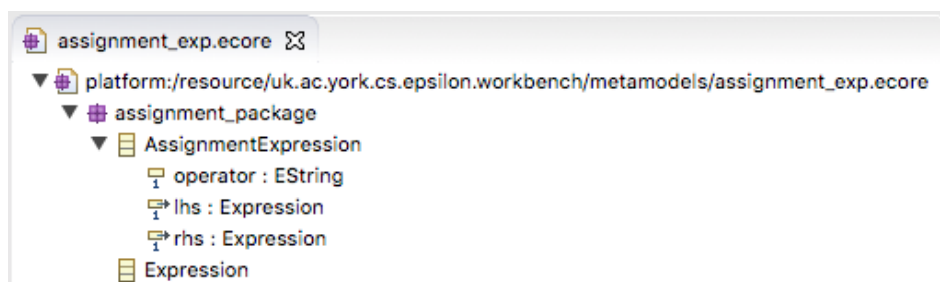 assignment_exp.ecore
platform:/resource/uk.ac.york.cs.epsilon.workbench/metamodels/assignment_exp.ecore
assignment_package
AssignmentExpression
operator : EString
lhs : Expression
rhs : Expression
Expression